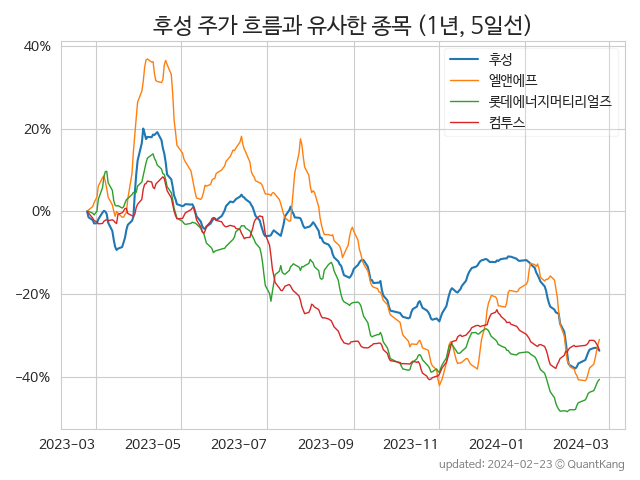 후성 주가 흐름과 유사한 종목 (1년, 5일선)
후성
엘앤에프
롯데에너지머티리얼즈
컴투스
40%
20%
0%
−20%
−40%
2023-03 2023-05 2023-07 2023-09 2023-11 2024-01 2024-03
updated: 2024-02-23 © QuantKang